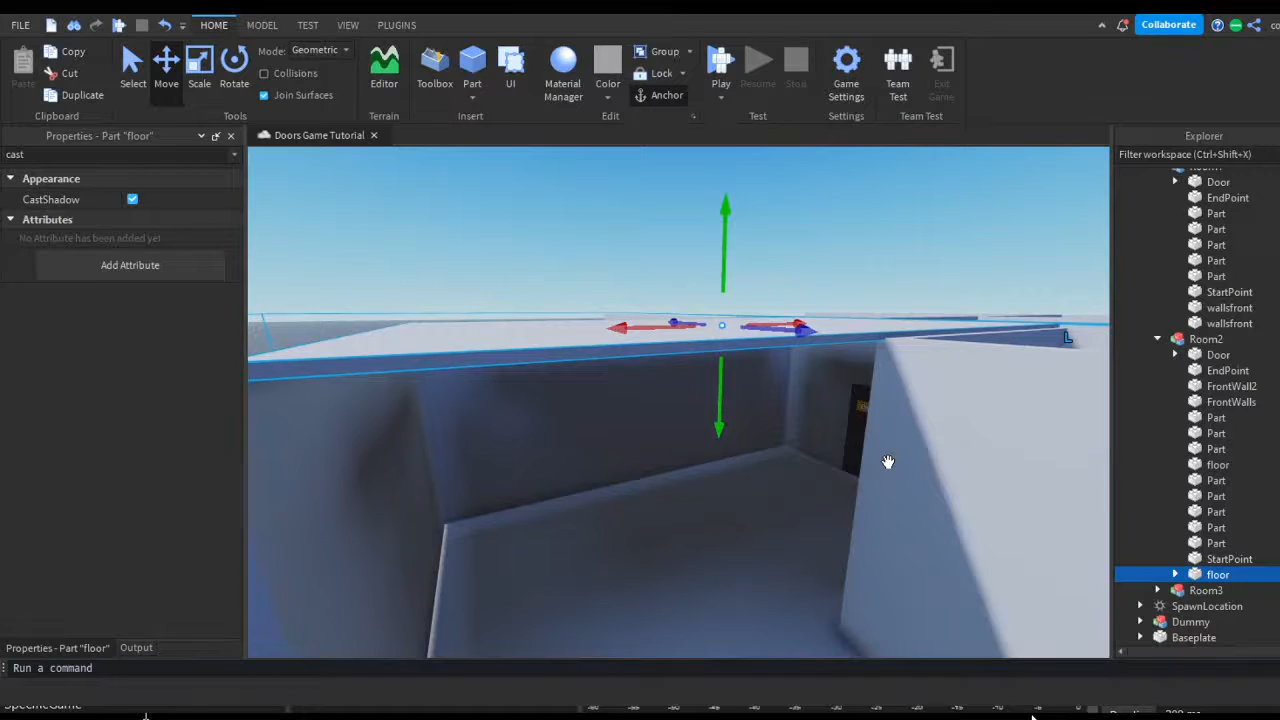 FILE HOME MODEL TEST VIEW PLUGINS Collaborate
Paste Copy Cut Duplicate Clipboard
Select Move Scale Rotate Mode: Geometric Collisions Join Surfaces Tools
Editor Terrain
Toolbox Part UI Insert
Material Manager Color Group Lock Anchor Edit
Play Resume Test
Game Settings Settings
Team Test Exit Game Team Test
Properties - Part "floor"
Doors Game Tutorial
Explorer
cast
Filter workspace (Ctrl+Shift+X)
Appearance
CastShadow
Attributes
No Attribute has been added yet
Add Attribute
L
Door
EndPoint
Part
Part
Part
Part
Part
StartPoint
wallsfront
wallsfront
Room2
Door
EndPoint
FrontWall2
FrontWalls
Part
Part
Part
floor
Part
Part
Part
Part
Part
StartPoint
floor
Room3
SpawnLocation
Dummy
Baseplate
Properties - Part "floor" Output
Run a command